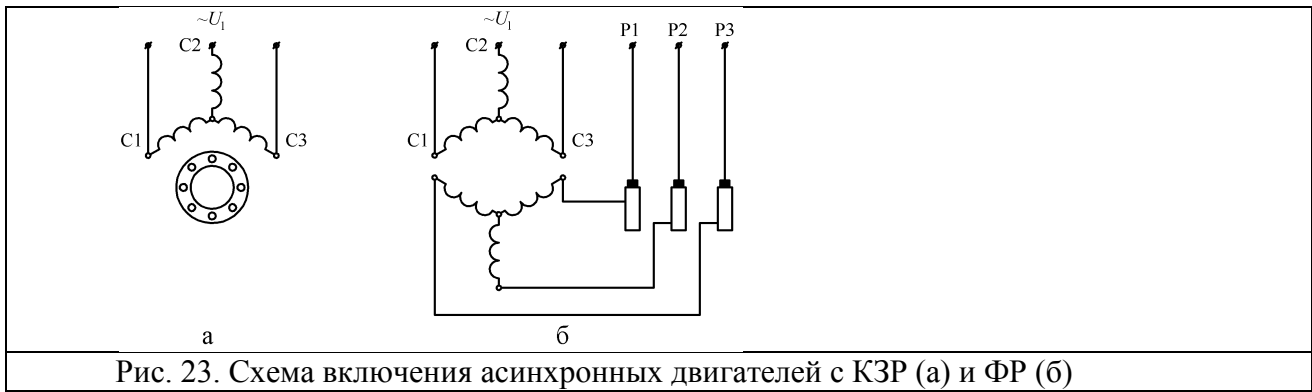 ~U1 ~U1 P1 P2 P3
C2 C2
C1 C3 C1 C3
а б
Рис. 23. Схема включения асинхронных двигателей с КЗР (а) и ФР (б)